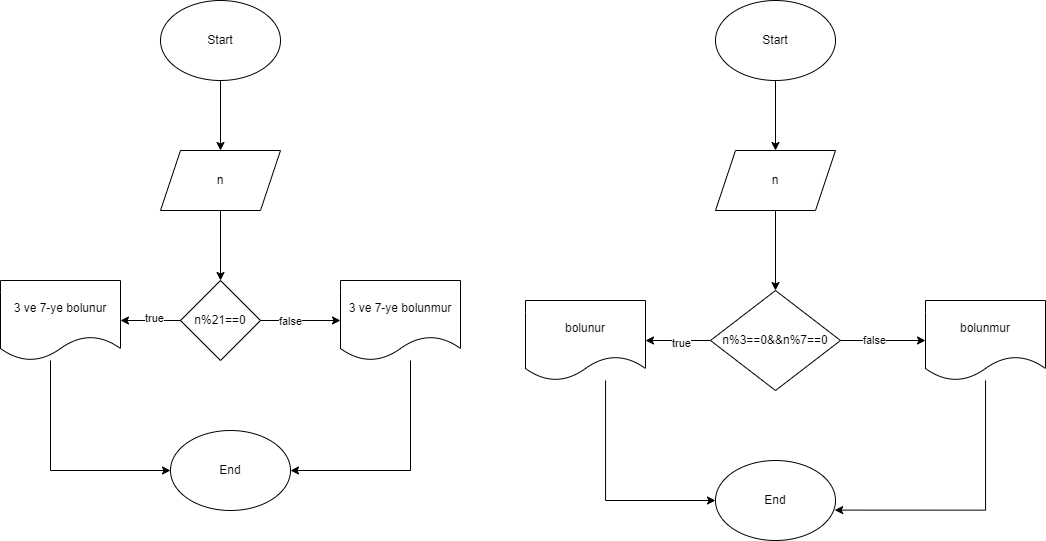 Start
n
n%21==0
true
false
3 ve 7-ye bolunur
3 ve 7-ye bolunmur
End
Start
n
n%3==0&&n%7==0
true
false
bolunur
bolunmur
End